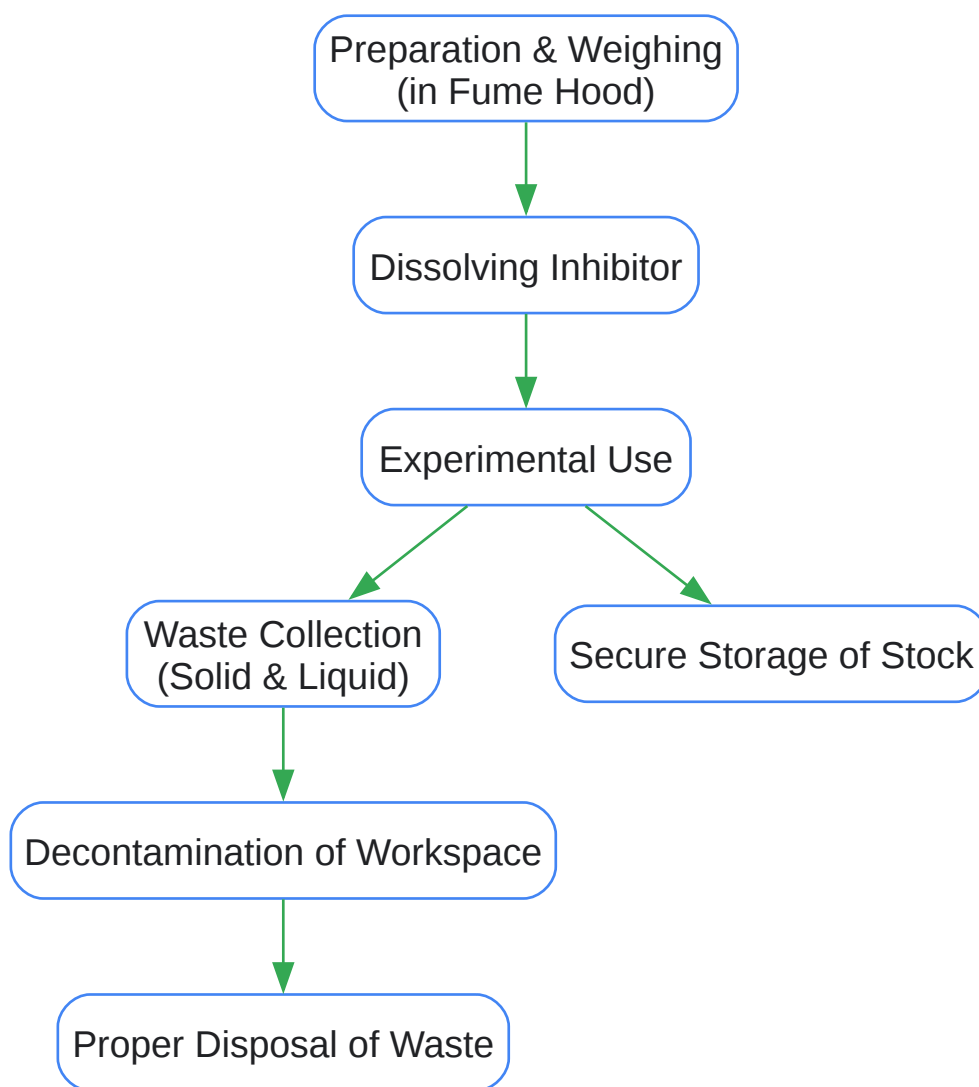 Preparation & Weighing
(in Fume Hood)
Dissolving Inhibitor
Experimental Use
Waste Collection
(Solid & Liquid)
Secure Storage of Stock
Decontamination of Workspace
Proper Disposal of Waste